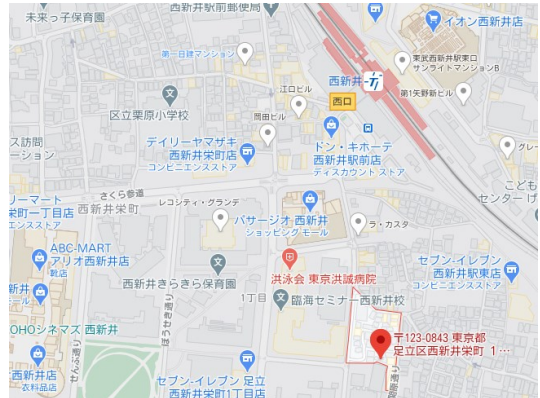 未来っ子保育園
西新井駅前郵便局
イオン西新井店
第一日建マンション
東武西新井駅東口
サンライトマンションB
西新井
江口ビル
西口
第1矢野新ビル
区立栗原小学校
岡田ビル
デイリーヤマザキ
西新井栄町店
コンビニエンスストア
ドン・キホーテ
西新井駅前店
ディスカウント ストア
ス訪問
ーション
グレー
こども
センター げ
さくら参道
リーマート
栄町一丁目店
エンスストア
西新井栄町
レコシティ・グランデ
パサージオ 西新井
ショッピング モール
ラ・カスタ
ABC-MART
アリオ西新井店
靴店
セブン-イレブン
西新井駅東店
コンビニエンスストア
西新井きらきら保育園
洪泳会 東京洪誠病院
新井
ール
1丁目
臨海セミナー西新井校
OHOシネマズ 西新井
ほうせき通り
せんぶ通り
〒123-0843 東京都
足立区西新井栄町 1…
西新井店
衣料品店
セブン-イレブン 足立
西新井栄町1丁目店